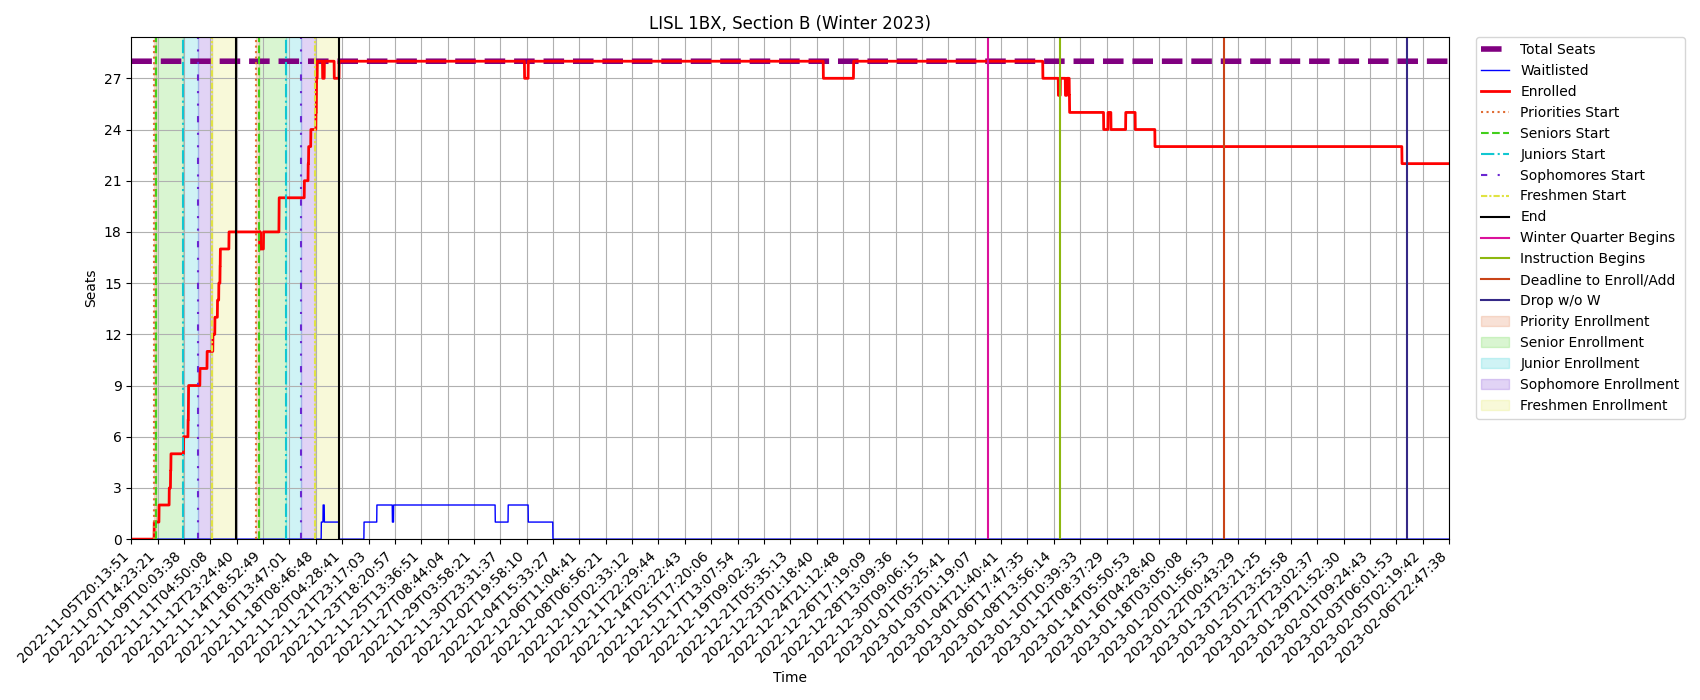 LISL 1BX, Section B (Winter 2023)
Seats
27
24
21
18
15
12
9
6
3
0
2022-11-05T20:13:51
2022-11-07T14:23:21
2022-11-09T10:03:38
2022-11-11T04:50:08
2022-11-12T23:24:40
2022-11-14T18:52:49
2022-11-16T13:47:01
2022-11-18T08:46:48
2022-11-20T04:28:41
2022-11-21T23:17:03
2022-11-23T18:20:57
2022-11-25T13:36:51
2022-11-27T08:44:04
2022-11-29T03:58:21
2022-11-30T23:31:37
2022-12-02T19:58:10
2022-12-04T15:33:27
2022-12-06T11:04:41
2022-12-08T06:56:21
2022-12-10T02:33:12
2022-12-11T22:29:44
2022-12-14T02:22:43
2022-12-15T17:20:06
2022-12-17T13:07:54
2022-12-19T09:02:32
2022-12-21T05:35:13
2022-12-23T01:18:40
2022-12-24T21:12:48
2022-12-26T17:19:09
2022-12-28T13:09:36
2022-12-30T09:06:15
2023-01-01T05:25:41
2023-01-03T01:19:07
2023-01-04T21:40:41
2023-01-06T17:47:35
2023-01-08T13:56:14
2023-01-10T10:39:33
2023-01-12T08:37:29
2023-01-14T05:50:53
2023-01-16T04:28:40
2023-01-18T03:05:08
2023-01-20T01:56:53
2023-01-22T00:43:29
2023-01-23T23:21:25
2023-01-25T23:25:58
2023-01-27T23:02:37
2023-01-29T21:52:30
2023-02-01T09:24:43
2023-02-03T06:01:53
2023-02-05T02:19:42
2023-02-06T22:47:38
Time
Total Seats
Waitlisted
Enrolled
Priorities Start
Seniors Start
Juniors Start
Sophomores Start
Freshmen Start
End
Winter Quarter Begins
Instruction Begins
Deadline to Enroll/Add
Drop w/o W
Priority Enrollment
Senior Enrollment
Junior Enrollment
Sophomore Enrollment
Freshmen Enrollment